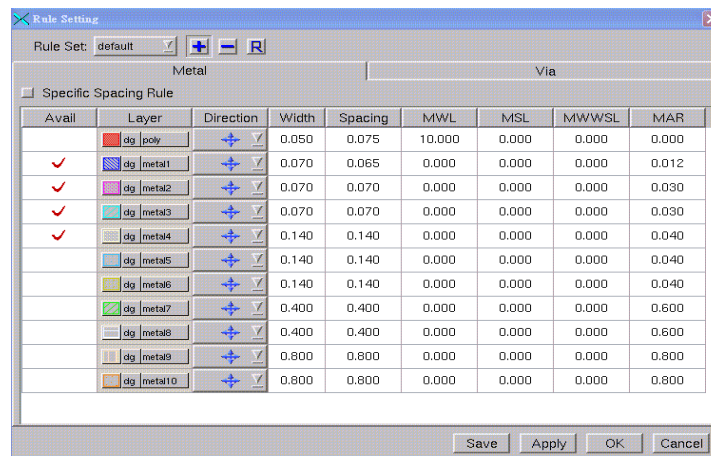 Rule Setting
Rule Set: default R
Metal Via
Specific Spacing Rule
Avail Layer Direction Width Spacing MWL MSL MWWSL MAR
dg poly 0.050 0.075 10.000 0.000 0.000 0.000
dg metal1 0.070 0.065 0.000 0.000 0.000 0.012
dg metal2 0.070 0.070 0.000 0.000 0.000 0.030
dg metal3 0.070 0.070 0.000 0.000 0.000 0.030
dg metal4 0.140 0.140 0.000 0.000 0.000 0.040
dg metal5 0.140 0.140 0.000 0.000 0.000 0.040
dg metal6 0.140 0.140 0.000 0.000 0.000 0.040
dg metal7 0.400 0.400 0.000 0.000 0.000 0.600
dg metal8 0.400 0.400 0.000 0.000 0.000 0.600
dg metal9 0.800 0.800 0.000 0.000 0.000 0.800
dg metal10 0.800 0.800 0.000 0.000 0.000 0.800
Save Apply OK Cancel